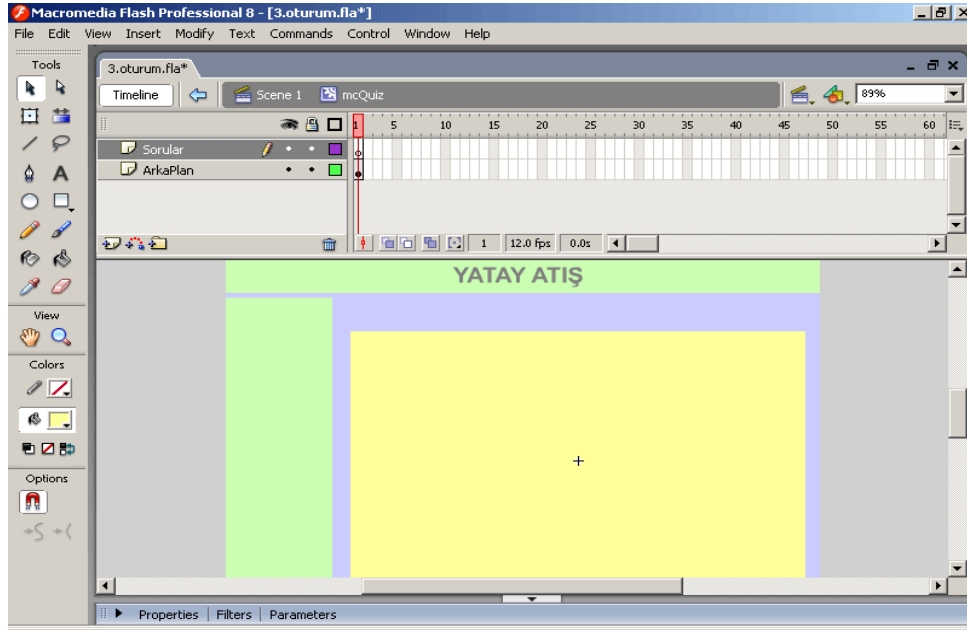 Macromedia Flash Professional 8 - [3.oturum.fla*]
File Edit View Insert Modify Text Commands Control Window Help
Tools
3.oturum.fla*
Timeline Scene 1 mcQuiz 89%
1 5 10 15 20 25 30 35 40 45 50 55 60
Sorular
ArkaPlan
1 12.0 fps 0.0s
YATAY ATIŞ
View
Colors
Options
Properties Filters Parameters